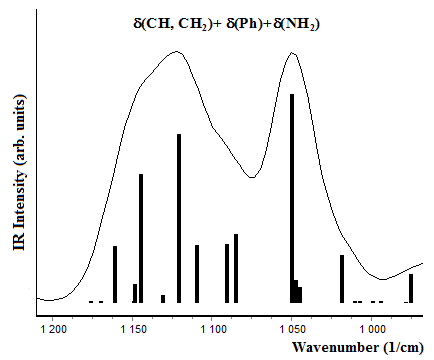 δ(CH, CH₂)+ δ(Ph)+δ(NH₂)
IR Intensity (arb. units)
1 200 1 150 1 100 1 050 1 000
Wavenumber (1/cm)